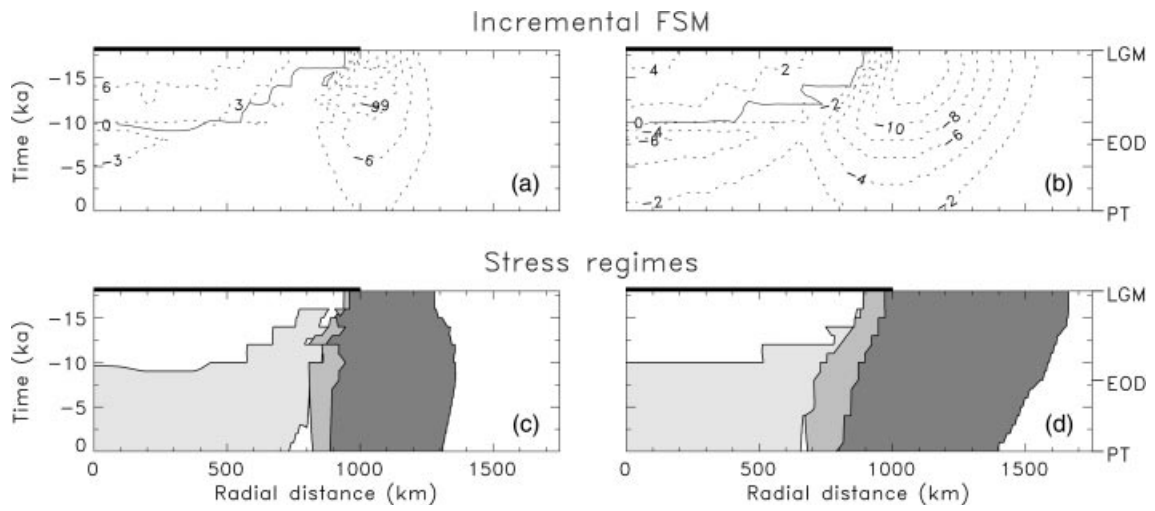 Incremental FSM
Time (ka)
−15
−10
−5
0
6
3
0
−3
−6
(a)
4
2
0
−2
−4
−6
−10
−8
−6
−4
−2
−2
(b)
LGM
EOD
PT
Stress regimes
Time (ka)
−15
−10
−5
0
(c)
(d)
LGM
EOD
PT
0 500 1000 1500
Radial distance (km)
0 500 1000 1500
Radial distance (km)